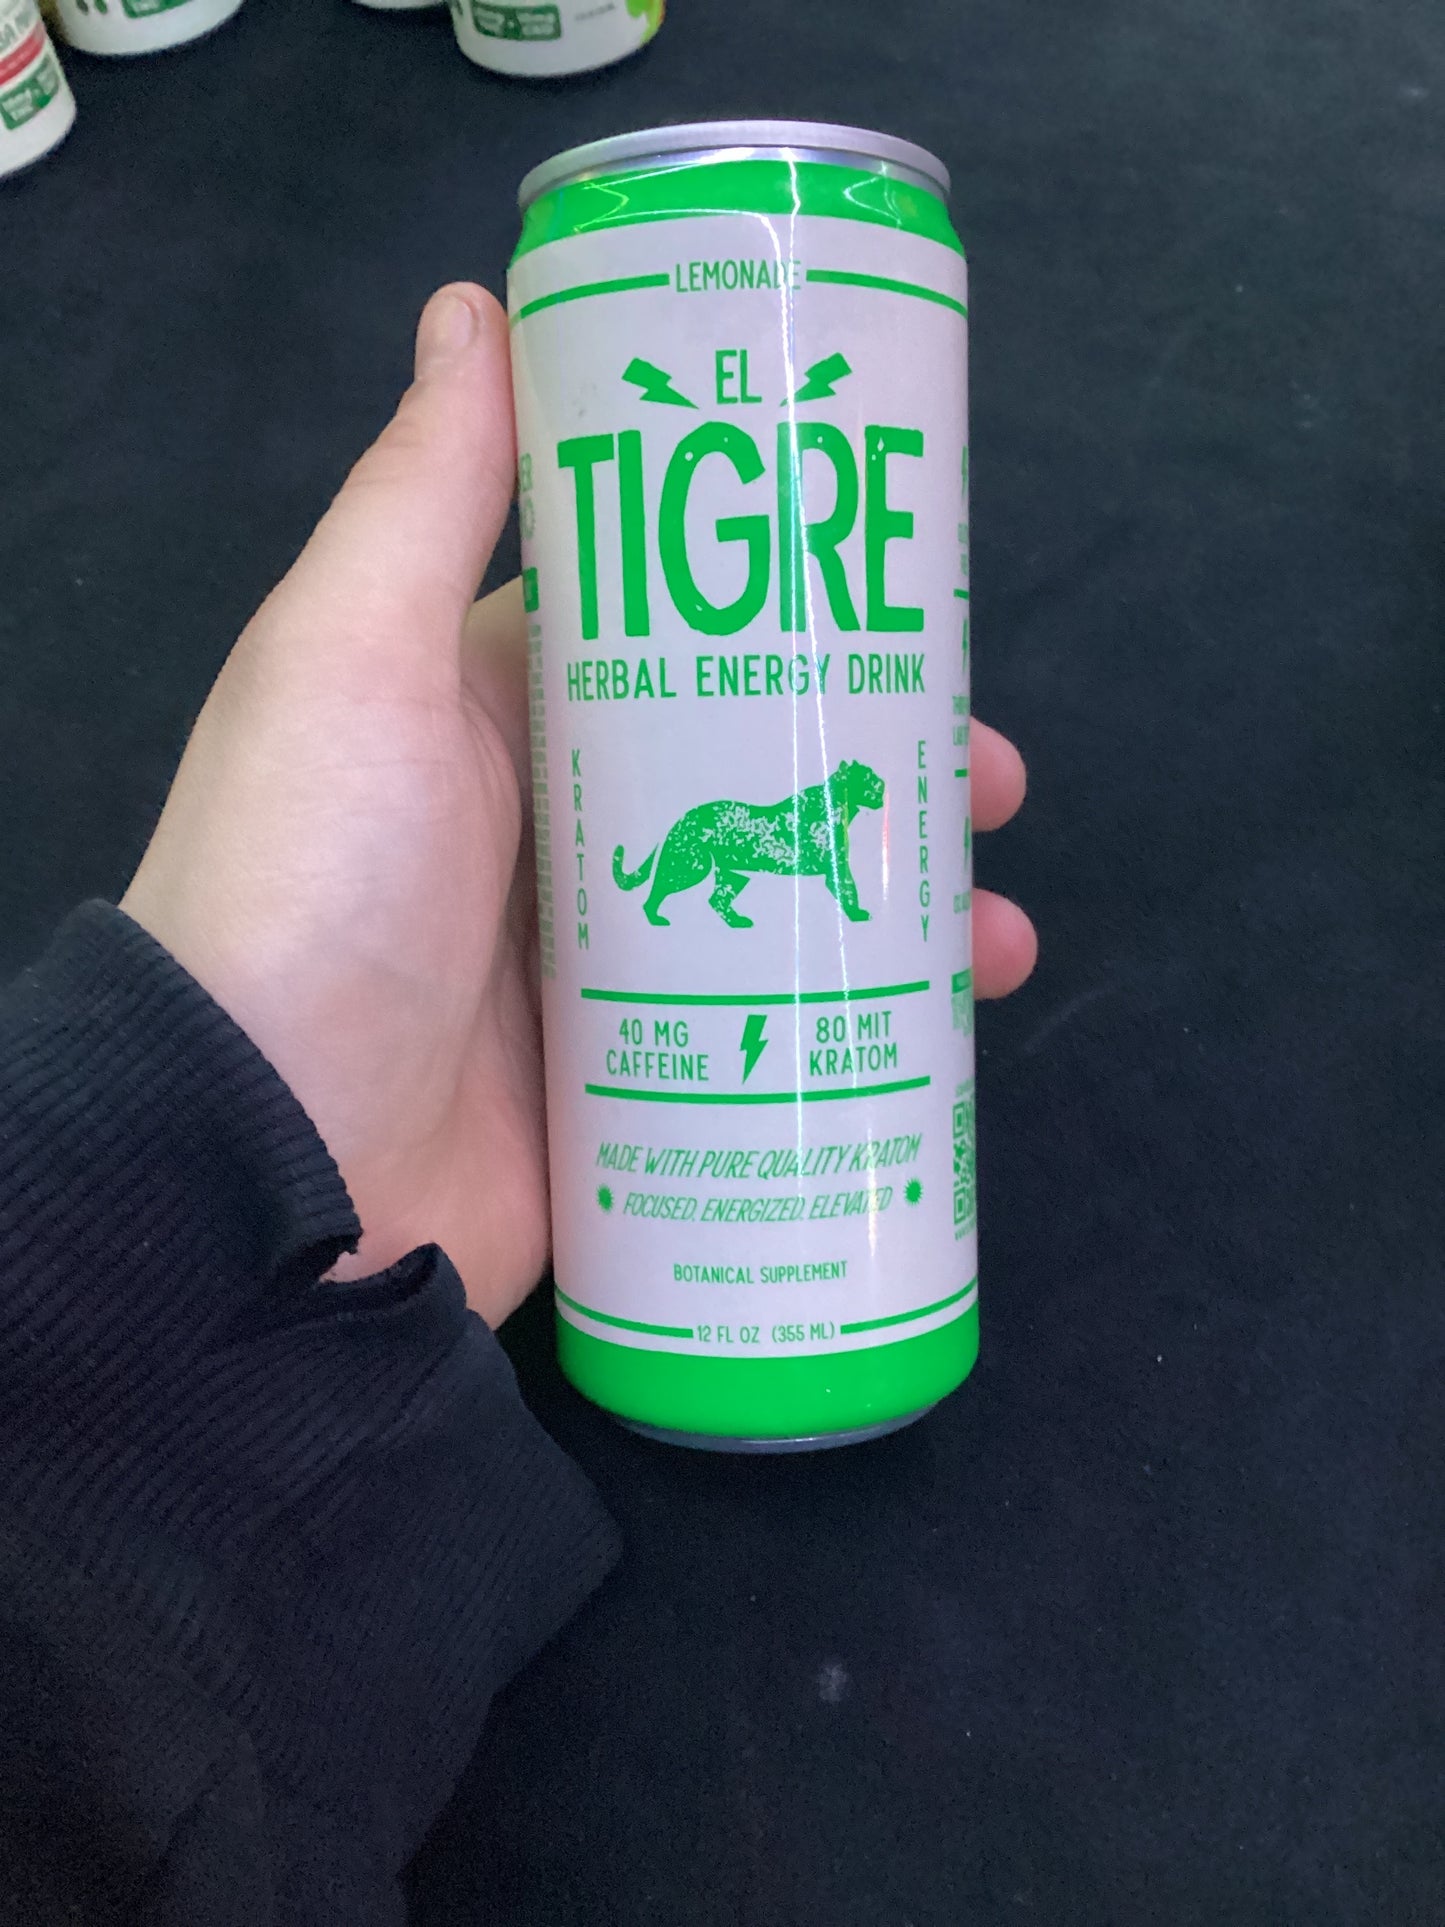 LEMONADE
EL
TIGRE
HERBAL ENERGY DRINK
KRATOM
ENERGY
40 MG
CAFFEINE
80 MIT
KRATOM
MADE WITH PURE QUALITY KRATOM
FOCUSED. ENERGIZED. ELEVATED
BOTANICAL SUPPLEMENT
12 FL OZ (355 ML)